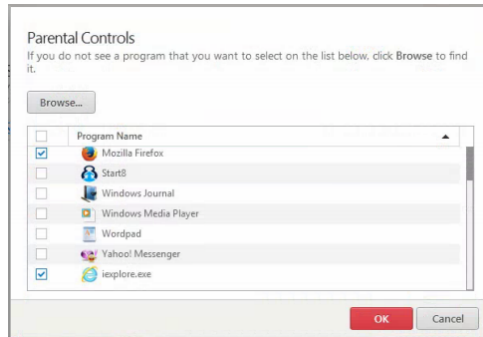 Parental Controls
If you do not see a program that you want to select on the list below, click Browse to find
it.
Browse...
Program Name
Mozilla Firefox
Start8
Windows Journal
Windows Media Player
Wordpad
Yahoo! Messenger
iexplore.exe
OK Cancel